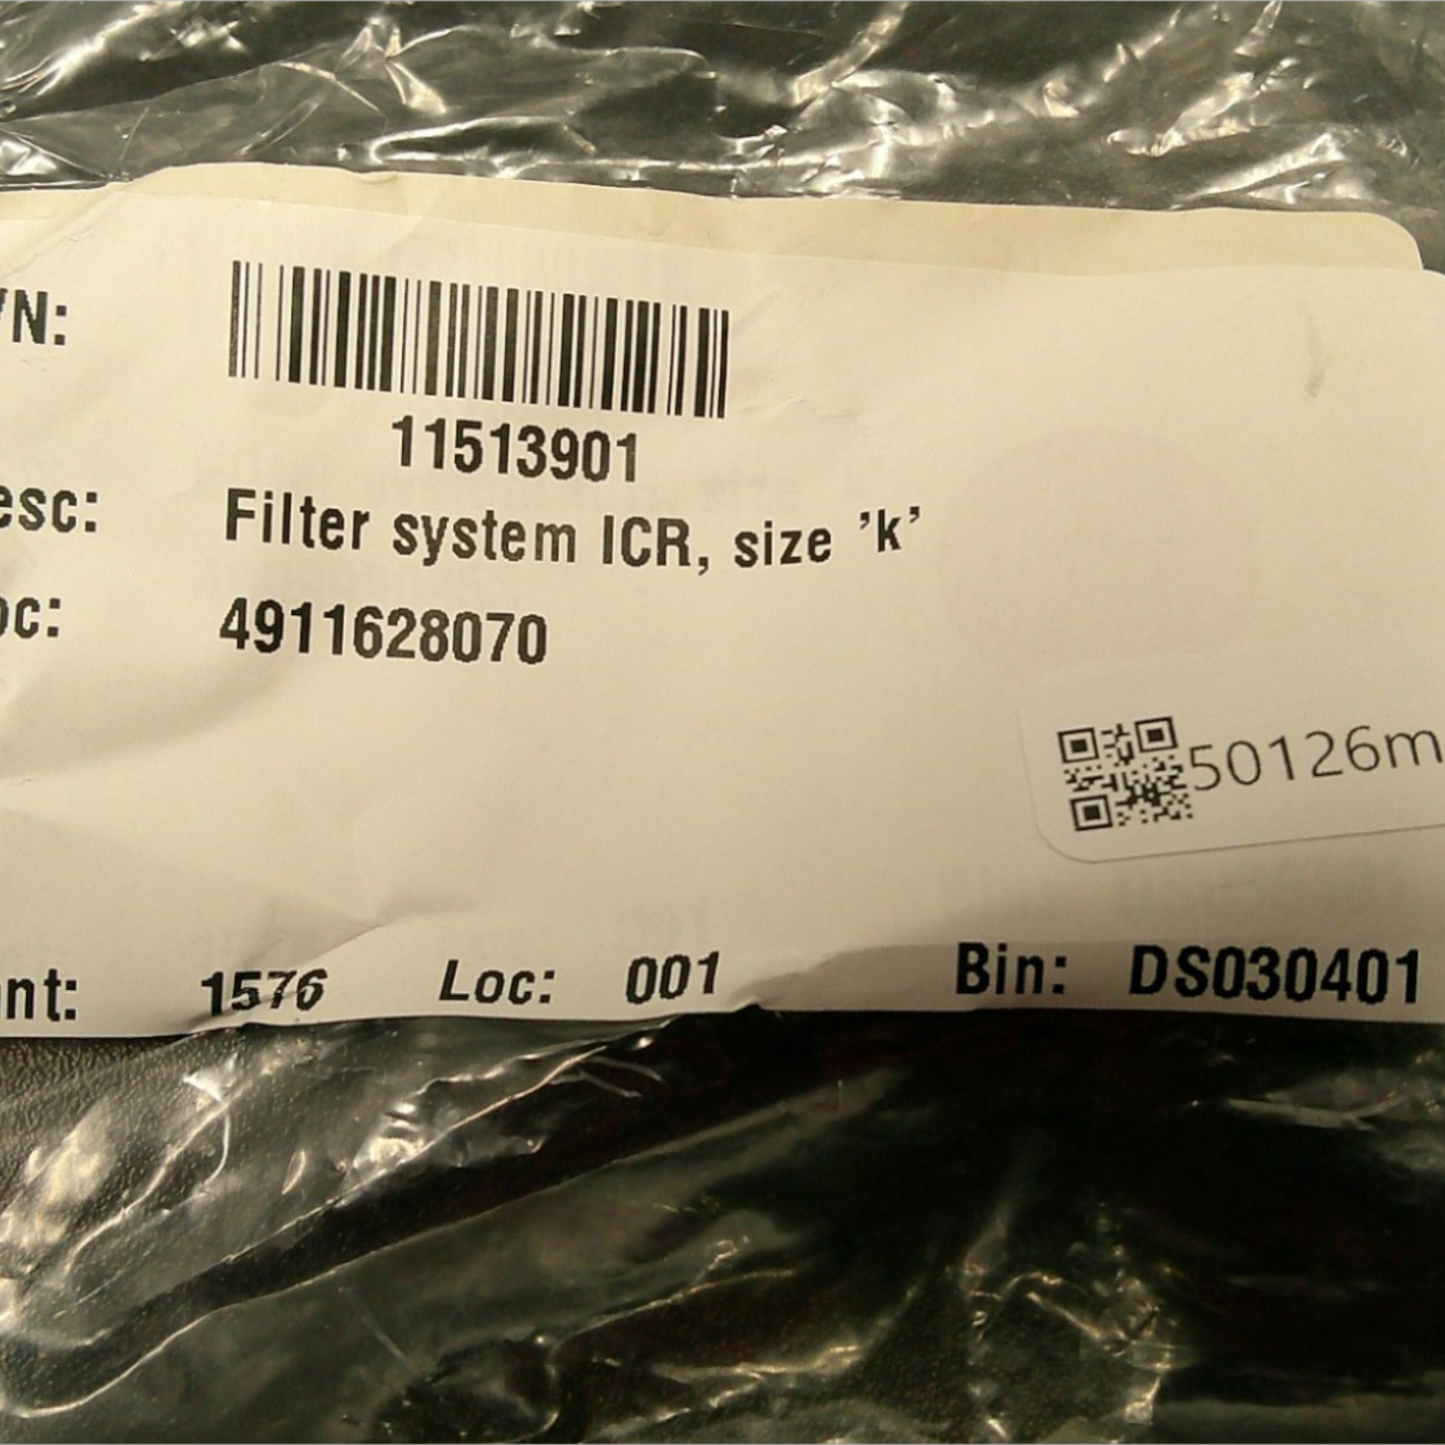 /N:
11513901
esc: Filter system ICR, size 'k'
oc: 4911628070
50126m
nt: 1576 Loc: 001 Bin: DS030401